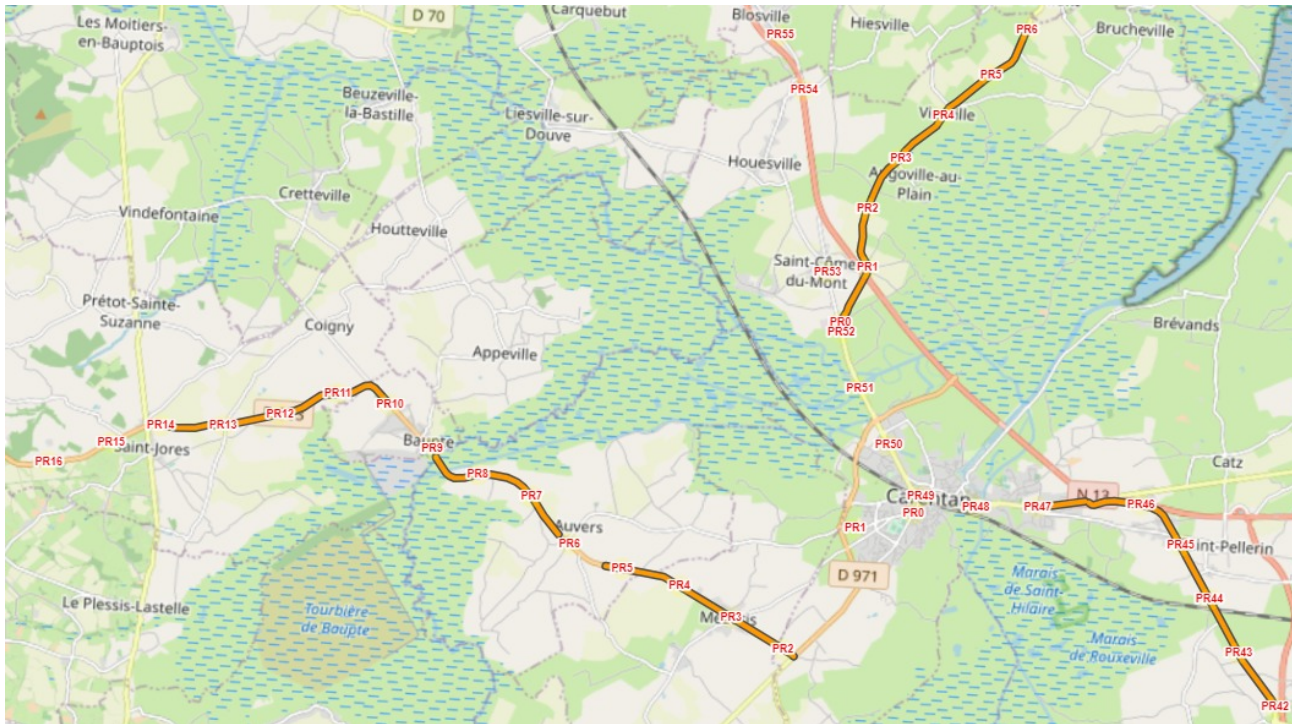 Les Moitiers-
en-Bauptois
D 70
Carquebut
Blosville
PR55
Hiesville
PR6
Brucheville
PR5
PR54
Beuzeville-
la-Bastille
Liesville-sur-
Douve
PR4
Houesville
PR3
Angoville-au-
Plain
Cretteville
Vindefontaine
PR2
Houtteville
Saint-Côme-
du-Mont
PR53
PR1
Prétot-Sainte-
Suzanne
Coigny
PR0
PR52
Brévands
Appeville
PR51
PR11
PR10
PR12
PR13
PR14
PR15
Saint-Jores
PR16
Baupte
PR9
PR50
PR8
Catz
PR7
PR49
Carentan
PR0
PR48
PR47
N 13
PR46
Auvers
PR1
PR6
PR45
PR5
D 971
PR4
Marais
de Saint-
Hilaire
PR44
Le Plessis-Lastelle
Tourbière
de Baupte
PR3
Marais
de Rouxeville
PR2
PR43
PR42